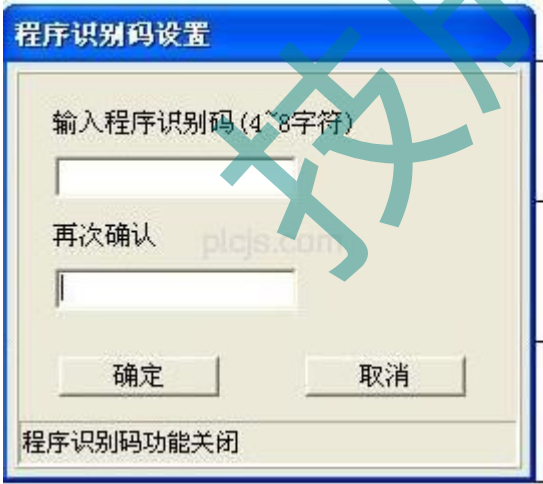 程序识别码设置
输入程序识别码(4~8字符)
再次确认
plcjs.com
确定
取消
程序识别码功能关闭
技